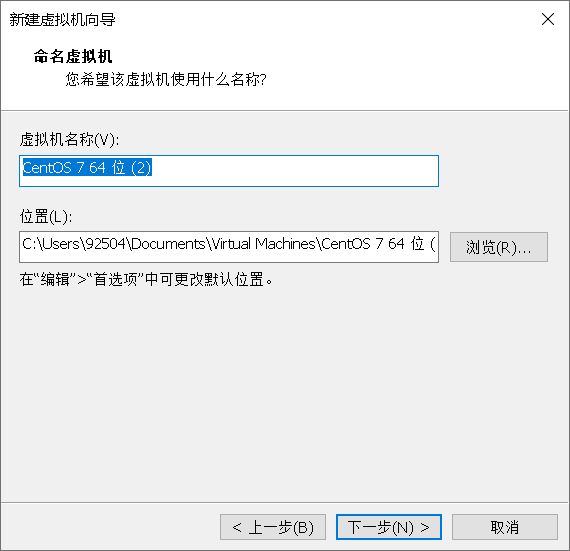 新建虚拟机向导
命名虚拟机
您希望该虚拟机使用什么名称?
虚拟机名称(V):
CentOS 7 64 位 (2)
位置(L):
C:\Users\92504\Documents\Virtual Machines\CentOS 7 64 位 (
浏览(R)...
在“编辑”>“首选项”中可更改默认位置。
< 上一步(B)
下一步(N) >
取消